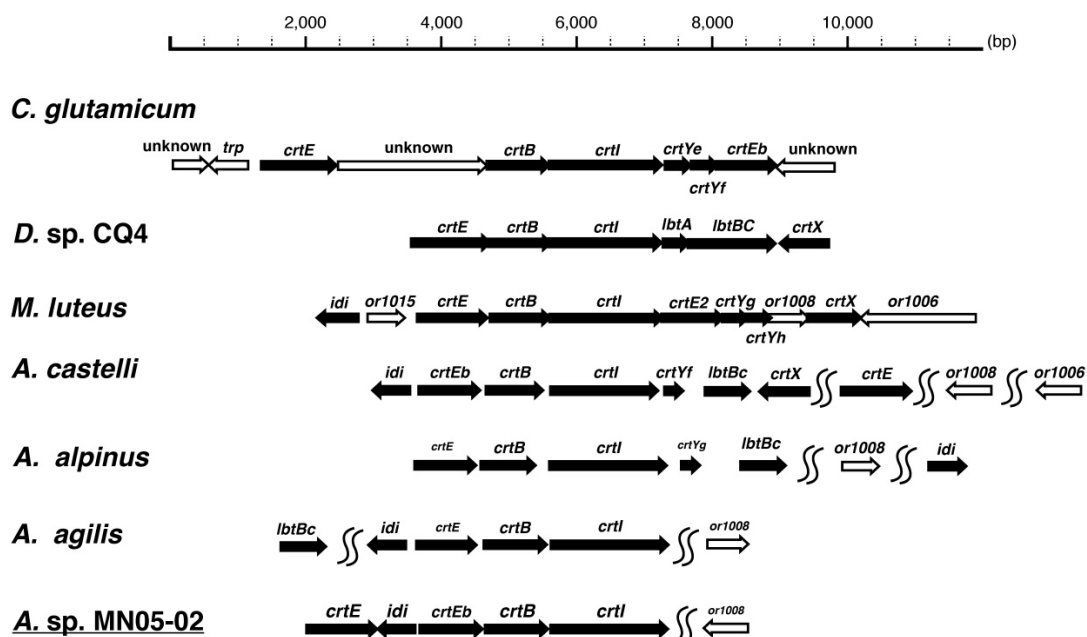 2,000 4,000 6,000 8,000 10,000
(bp)
C. glutamicum
unknown trp crtE unknown crtB crtI crtYe crtEb unknown
crtYf
D. sp. CQ4
crtE crtB crtI lbtA lbtBC crtX
M. luteus
idi or1015 crtE crtB crtI crtE2 crtYg or1008 crtX or1006
crtYh
A. castelli
idi crtEb crtB crtI crtYf lbtBc crtX crtE or1008 or1006
A. alpinus
crtE crtB crtI crtYg lbtBc or1008 idi
A. agilis
lbtBc idi crtE crtB crtI or1008
A. sp. MN05-02
crtE idi crtEb crtB crtI or1008